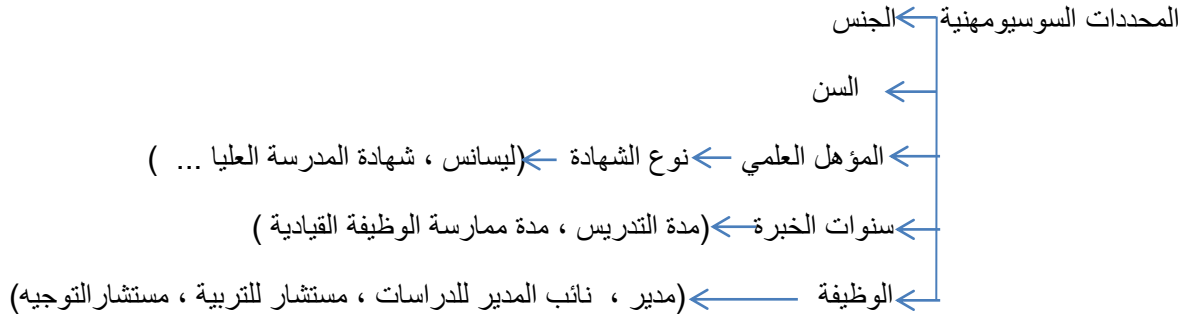 المحددات السوسيومهنية الجنس
السن
المؤهل العلمي نوع الشهادة (ليسانس ، شهادة المدرسة العليا ... )
سنوات الخبرة (مدة التدريس ، مدة ممارسة الوظيفة القيادية )
الوظيفة (مدير ، نائب المدير للدراسات ، مستشار للتربية ، مستشارالتوجيه)